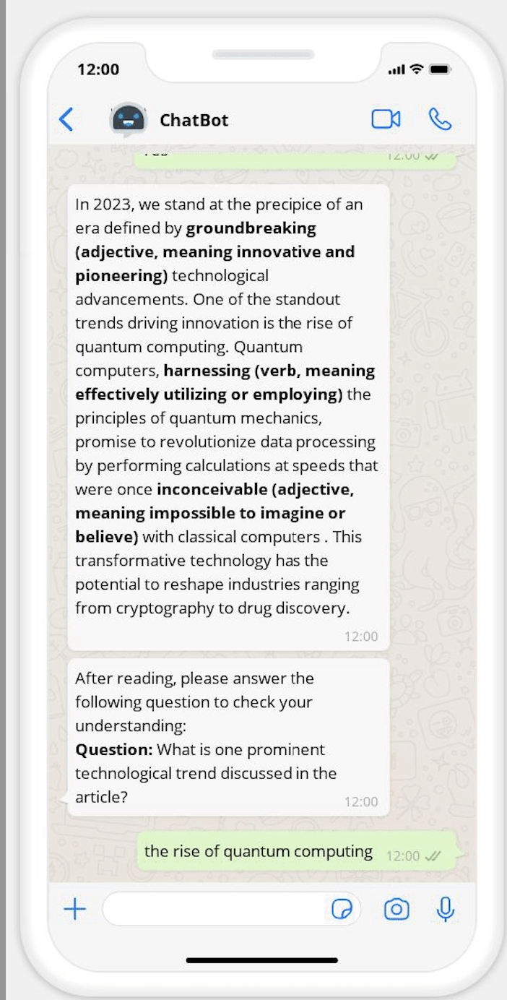 12:00
ChatBot
12:00
In 2023, we stand at the precipice of an
era defined by groundbreaking
(adjective, meaning innovative and
pioneering) technological
advancements. One of the standout
trends driving innovation is the rise of
quantum computing. Quantum
computers, harnessing (verb, meaning
effectively utilizing or employing) the
principles of quantum mechanics,
promise to revolutionize data processing
by performing calculations at speeds that
were once inconceivable (adjective,
meaning impossible to imagine or
believe) with classical computers . This
transformative technology has the
potential to reshape industries ranging
from cryptography to drug discovery.
12:00
After reading, please answer the
following question to check your
understanding:
Question: What is one prominent
technological trend discussed in the
article?
12:00
the rise of quantum computing 12:00